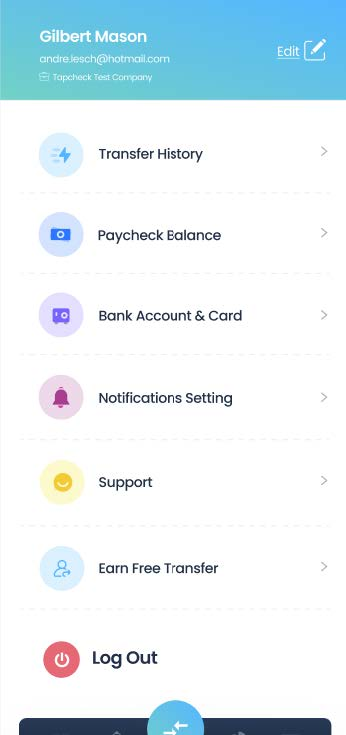 Gilbert Mason
andre.lesch@hotmail.com
Edit
Tapcheck Test Company
Transfer History
Paycheck Balance
Bank Account & Card
Notifications Setting
Support
Earn Free Transfer
Log Out